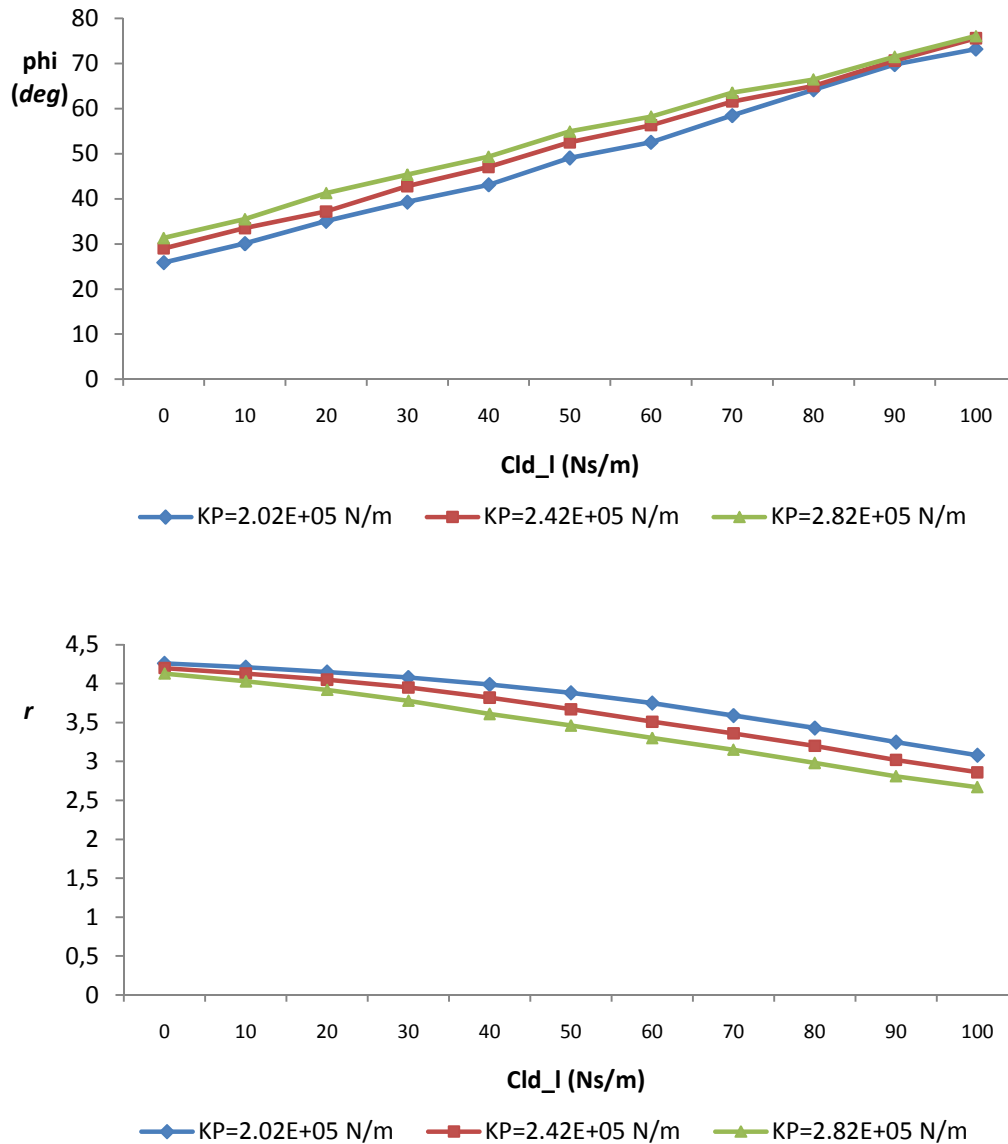 80
phi
70
(deg)
60
50
40
30
20
10
0
0 10 20 30 40 50 60 70 80 90 100
Cld_l (Ns/m)
KP=2.02E+05 N/m KP=2.42E+05 N/m KP=2.82E+05 N/m
4,5
r
4
3,5
3
2,5
2
1,5
1
0,5
0
0 10 20 30 40 50 60 70 80 90 100
Cld_l (Ns/m)
KP=2.02E+05 N/m KP=2.42E+05 N/m KP=2.82E+05 N/m